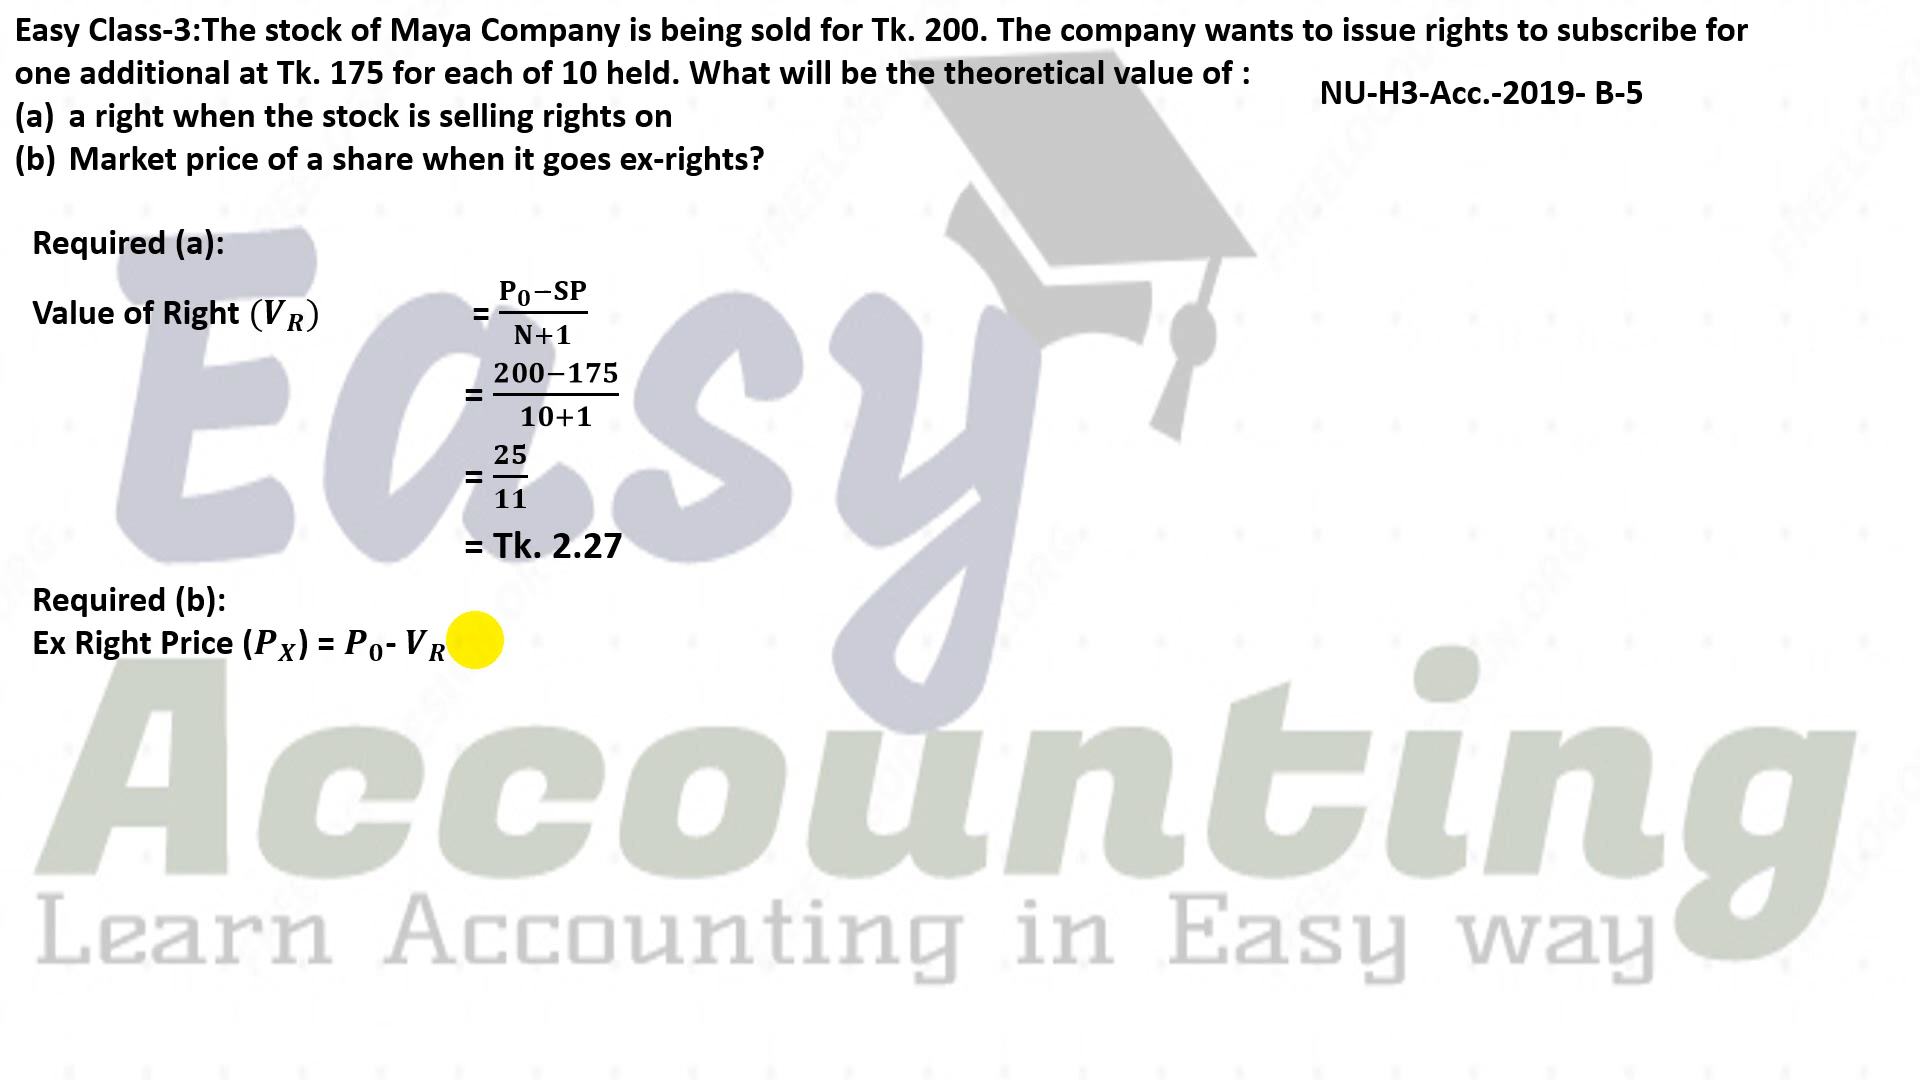 Easy Class-3:The stock of Maya Company is being sold for Tk. 200. The company wants to issue rights to subscribe for
one additional at Tk. 175 for each of 10 held. What will be the theoretical value of :
NU-H3-Acc.-2019- B-5
(a) a right when the stock is selling rights on
(b) Market price of a share when it goes ex-rights?
Required (a):
Value of Right (V_R) = (P₀−SP)/(N+1)
= (200−175)/(10+1)
= 25/11
= Tk. 2.27
Required (b):
Ex Right Price (P_X) = P₀- V_R
Easy
Accounting
Learn Accounting in Easy way